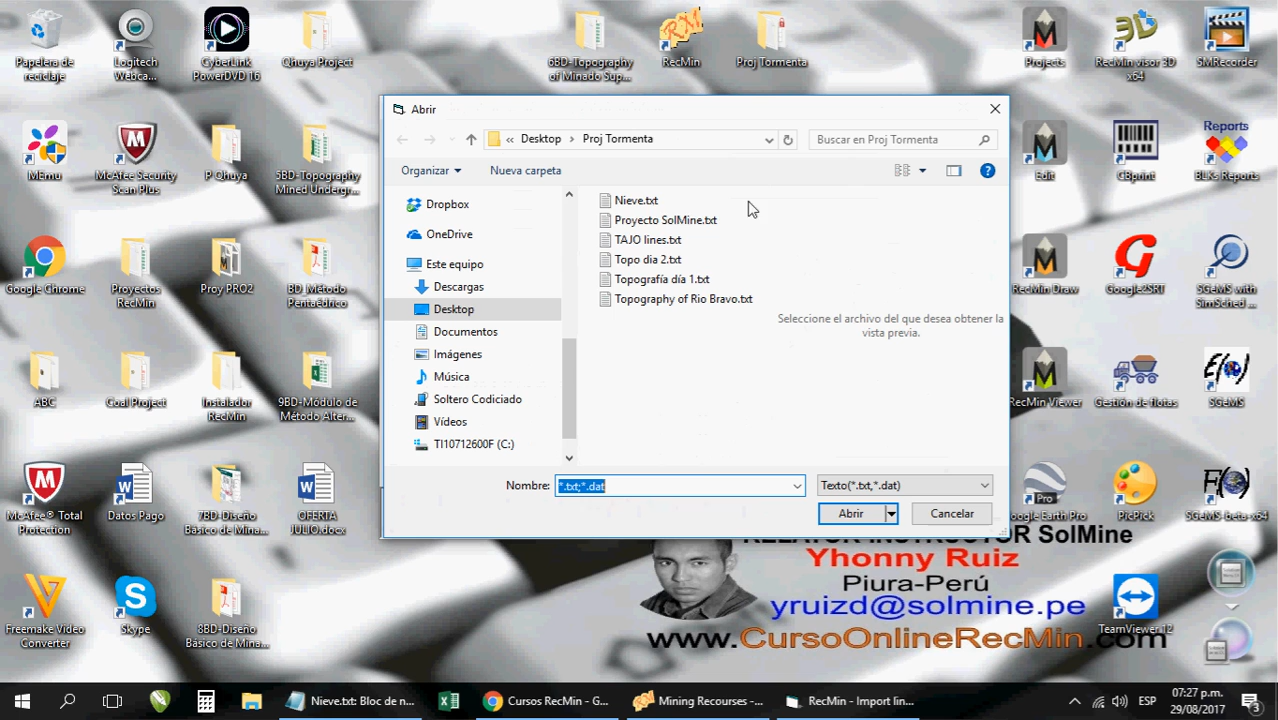 Papelera de
reciclaje
Logitech
Webca...
CyberLink
PowerDVD 16
Qhuya Project
6BD-Topography
of Minado Sup...
RecMin
Proj Tormenta
Projects
RecMin visor 3D
x64
SMRecorder
MEmu
McAfee Security
Scan Plus
P Qhuya
5BD-Topography
Mined Undergr...
Edit
CBprint
Reports
BLKs Reports
Google Chrome
Proyectos
RecMin
Proy PRO2
BD Método
Pentaédrico
RecMin Draw
Google2SRT
SGeMS with
SimSched ...
ABC
Coal Project
Instalador
RecMin
9BD-Módulo de
Método Alter...
RecMin Viewer
Gestión de flotas
SGeMS
McAfee® Total
Protection
Datos Pago
7BD-Diseño
Basico de Mina...
OFERTA
JULIO.docx
Pro
oogle Earth Pro
PicPick
SGeMS-beta-x64
Freemake Video
Converter
Skype
8BD-Diseño
Basico de Mina...
TeamViewer 12
Abrir
« Desktop › Proj Tormenta
Buscar en Proj Tormenta
Organizar
Nueva carpeta
Dropbox
OneDrive
Este equipo
Descargas
Desktop
Documentos
Imágenes
Música
Soltero Codiciado
Vídeos
TI10712600F (C:)
Nieve.txt
Proyecto SolMine.txt
TAJO lines.txt
Topo dia 2.txt
Topografía día 1.txt
Topography of Rio Bravo.txt
Seleccione el archivo del que desea obtener la
vista previa.
Nombre:
*.txt;*.dat
Texto(*.txt,*.dat)
Abrir
Cancelar
RELATOR INSTRUCTOR SolMine
Yhonny Ruiz
Piura-Perú
yruizd@solmine.pe
www.CursoOnlineRecMin.com
Nieve.txt: Bloc de n...
Cursos RecMin - G...
Mining Recourses -...
RecMin - Import lin...
ESP
07:27 p.m.
29/08/2017
3